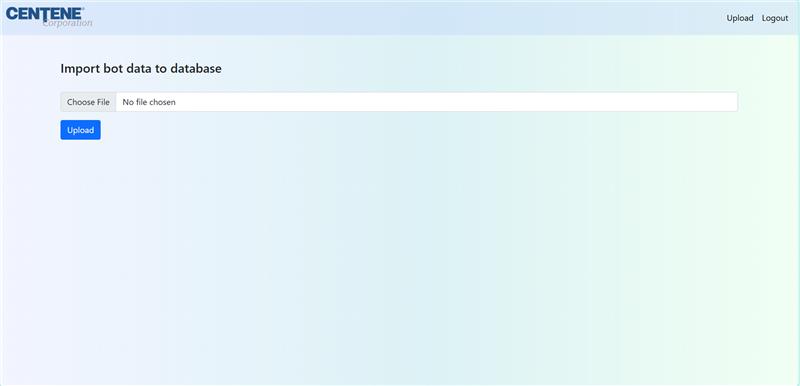 CENTENE®
Corporation
Upload Logout
Import bot data to database
Choose File No file chosen
Upload